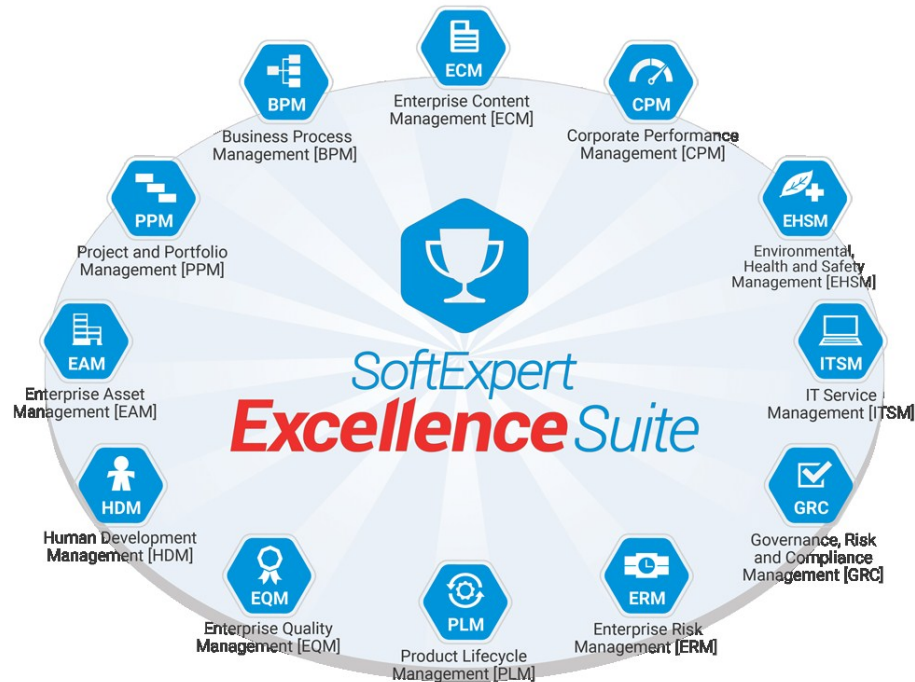 ECM
Enterprise Content
Management [ECM]
BPM
Business Process
Management [BPM]
CPM
Corporate Performance
Management [CPM]
PPM
Project and Portfolio
Management [PPM]
EHSM
Environmental,
Health and Safety
Management [EHSM]
EAM
Enterprise Asset
Management [EAM]
ITSM
IT Service
Management [ITSM]
SoftExpert
Excellence Suite
HDM
Human Development
Management [HDM]
GRC
Governance, Risk
and Compliance
Management [GRC]
EQM
Enterprise Quality
Management [EQM]
PLM
Product Lifecycle
Management [PLM]
ERM
Enterprise Risk
Management [ERM]